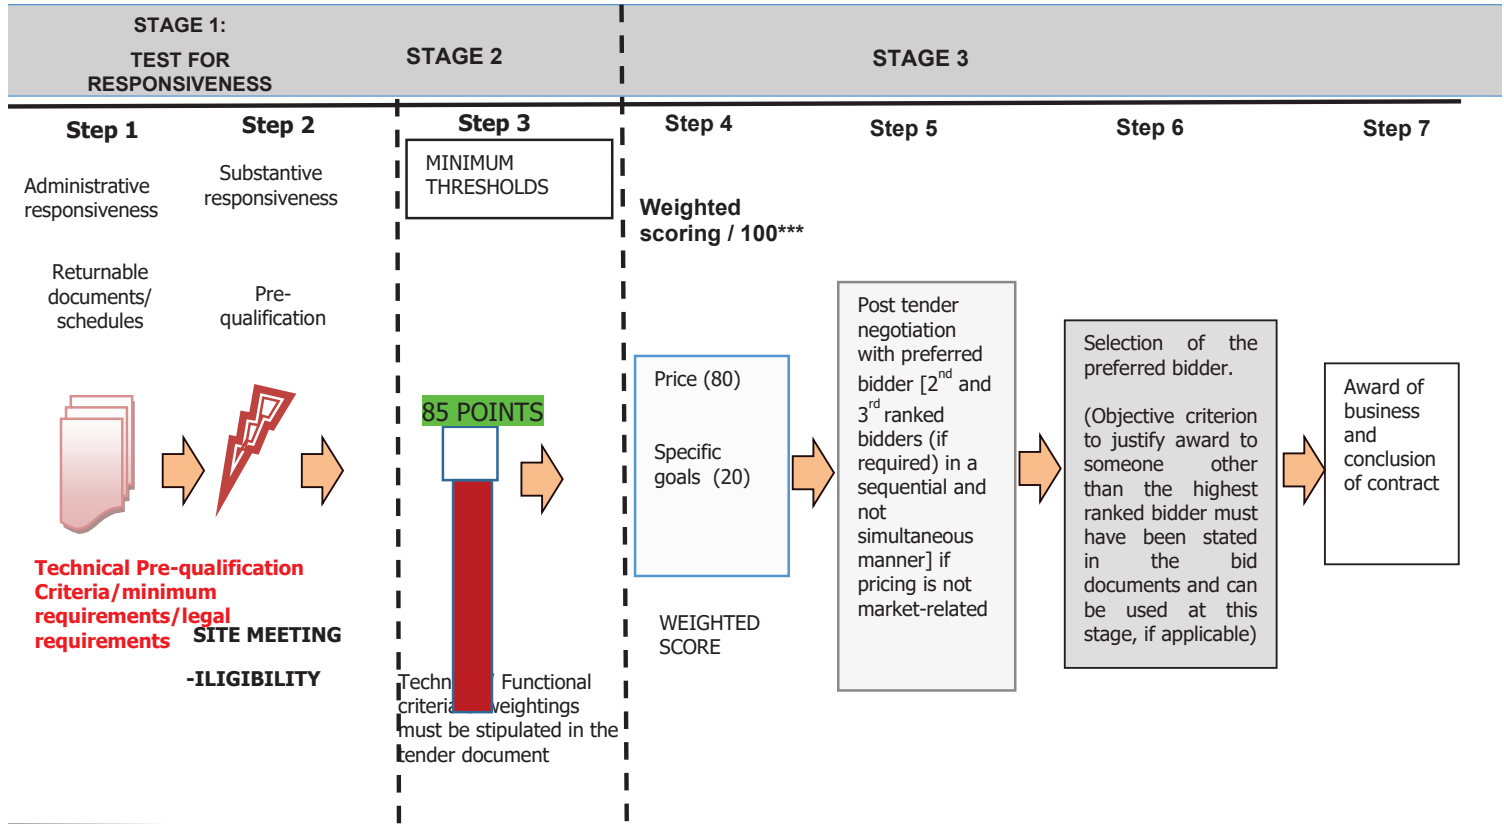 STAGE 1:
TEST FOR
RESPONSIVENESS
STAGE 2
STAGE 3
Step 1
Step 2
Step 3
Step 4
Step 5
Step 6
Step 7
Administrative
responsiveness
Returnable
documents/
schedules
Substantive
responsiveness
Pre-
qualification
Technical Pre-qualification
Criteria/minimum
requirements/legal
requirements
SITE MEETING
-ILIGIBILITY
MINIMUM
THRESHOLDS
85 POINTS
Functional
must be stipulated in the
tender document
Weighted
scoring / 100***
Price (80)
Specific
goals (20)
WEIGHTED
SCORE
Post tender
negotiation
with preferred
bidder [2nd and
3rd ranked
bidders (if
required) in a
sequential and
not
simultaneous
manner] if
pricing is not
market-related
Selection of the
preferred bidder.
(Objective criterion
to justify award to
someone other
than the highest
ranked bidder must
have been stated
in the bid
documents and can
be used at this
stage, if applicable)
Award of
business
and
conclusion
of contract